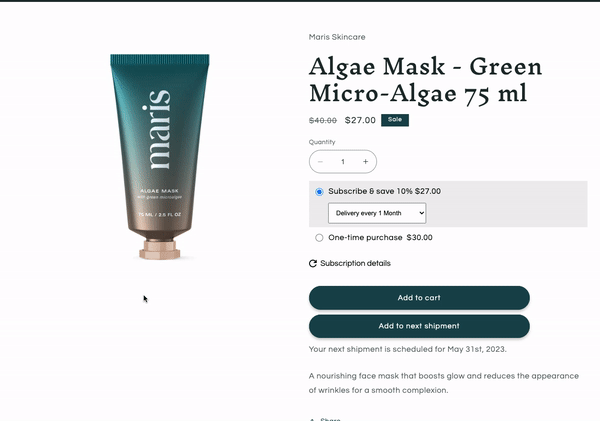 Maris Skincare
Algae Mask - Green
Micro-Algae 75 ml
$40.00 $27.00 Sale
Quantity
− 1 +
Subscribe & save 10% $27.00
Delivery every 1 Month
One-time purchase $30.00
Subscription details
Add to cart
Add to next shipment
Your next shipment is scheduled for May 31st, 2023.
A nourishing face mask that boosts glow and reduces the appearance
of wrinkles for a smooth complexion.
Share
maris
ALGAE MASK
with green microalgae
75 ML / 2.5 FL OZ